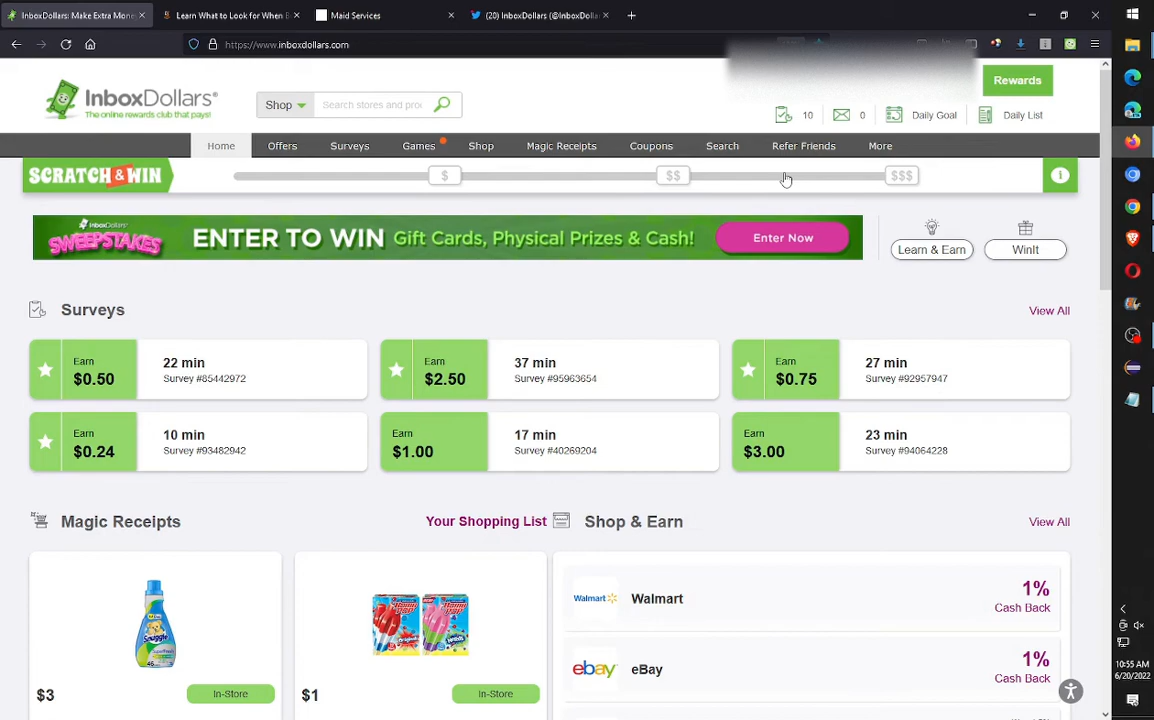 InboxDollars: Make Extra Mone
Learn What to Look for When B
Maid Services
(20) InboxDollars (@InboxDolla
https://www.inboxdollars.com
InboxDollars®
The online rewards club that pays!
Shop
Search stores and pro
Rewards
10
0
Daily Goal
Daily List
Home
Offers
Surveys
Games
Shop
Magic Receipts
Coupons
Search
Refer Friends
More
SCRATCH & WIN
$
$$
$$$
InboxDollars
SWEEPSTAKES
ENTER TO WIN Gift Cards, Physical Prizes & Cash!
Enter Now
Learn & Earn
WinIt
Surveys
View All
Earn
$0.50
22 min
Survey #85442972
Earn
$2.50
37 min
Survey #95963654
Earn
$0.75
27 min
Survey #92957947
Earn
$0.24
10 min
Survey #93482942
Earn
$1.00
17 min
Survey #40269204
Earn
$3.00
23 min
Survey #94064228
Magic Receipts
Your Shopping List
Shop & Earn
View All
Snuggle
$3
In-Store
$1
In-Store
Walmart
Walmart
1%
Cash Back
ebay
eBay
1%
Cash Back
10:55 AM
6/20/2022